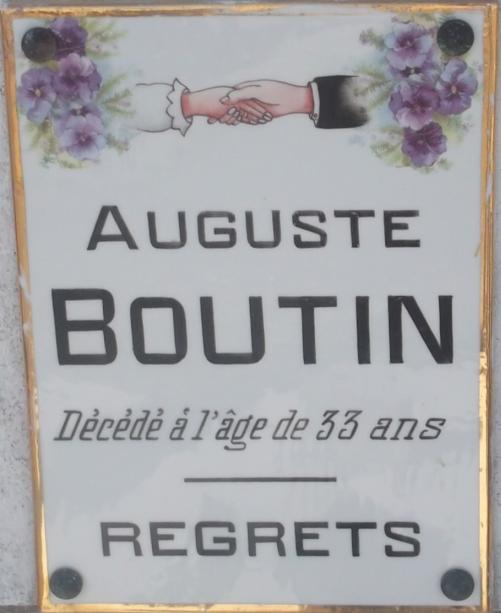 AUGUSTE
BOUTIN
Décédé à l'âge de 33 ans
REGRETS